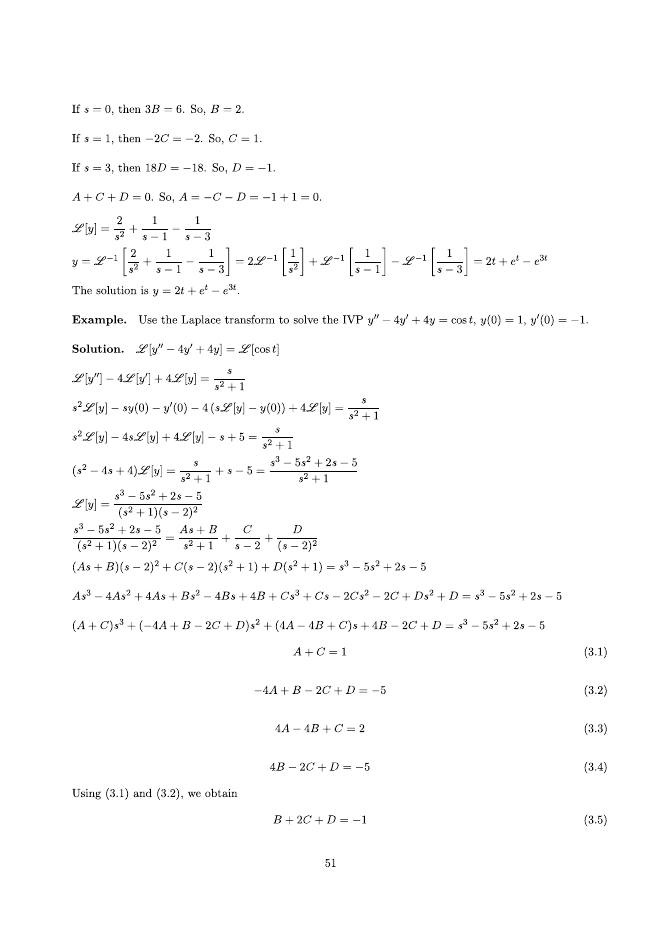 If s = 0, then 3B = 6. So, B = 2.
If s = 1, then −2C = −2. So, C = 1.
If s = 3, then 18D = −18. So, D = −1.
A + C + D = 0. So, A = −C − D = −1 + 1 = 0.
ℒ[y] = 2/s² + 1/(s − 1) − 1/(s − 3)
y = ℒ⁻¹[2/s² + 1/(s − 1) − 1/(s − 3)] = 2ℒ⁻¹[1/s²] + ℒ⁻¹[1/(s − 1)] − ℒ⁻¹[1/(s − 3)] = 2t + eᵗ − e³ᵗ
The solution is y = 2t + eᵗ − e³ᵗ.
Example. Use the Laplace transform to solve the IVP y″ − 4y′ + 4y = cos t, y(0) = 1, y′(0) = −1.
Solution. ℒ[y″ − 4y′ + 4y] = ℒ[cos t]
ℒ[y″] − 4ℒ[y′] + 4ℒ[y] = s/(s² + 1)
s²ℒ[y] − sy(0) − y′(0) − 4 (sℒ[y] − y(0)) + 4ℒ[y] = s/(s² + 1)
s²ℒ[y] − 4sℒ[y] + 4ℒ[y] − s + 5 = s/(s² + 1)
(s² − 4s + 4)ℒ[y] = s/(s² + 1) + s − 5 = (s³ − 5s² + 2s − 5)/(s² + 1)
ℒ[y] = (s³ − 5s² + 2s − 5)/((s² + 1)(s − 2)²)
(s³ − 5s² + 2s − 5)/((s² + 1)(s − 2)²) = (As + B)/(s² + 1) + C/(s − 2) + D/(s − 2)²
(As + B)(s − 2)² + C(s − 2)(s² + 1) + D(s² + 1) = s³ − 5s² + 2s − 5
As³ − 4As² + 4As + Bs² − 4Bs + 4B + Cs³ + Cs − 2Cs² − 2C + Ds² + D = s³ − 5s² + 2s − 5
(A + C)s³ + (−4A + B − 2C + D)s² + (4A − 4B + C)s + 4B − 2C + D = s³ − 5s² + 2s − 5
A + C = 1 (3.1)
−4A + B − 2C + D = −5 (3.2)
4A − 4B + C = 2 (3.3)
4B − 2C + D = −5 (3.4)
Using (3.1) and (3.2), we obtain
B + 2C + D = −1 (3.5)
51